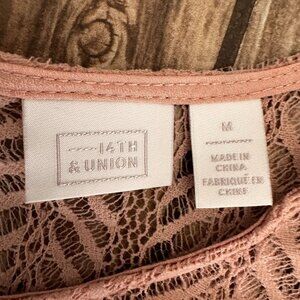 14TH
& UNION
M
MADE IN
CHINA
FABRIQUÉ EN
CHINE